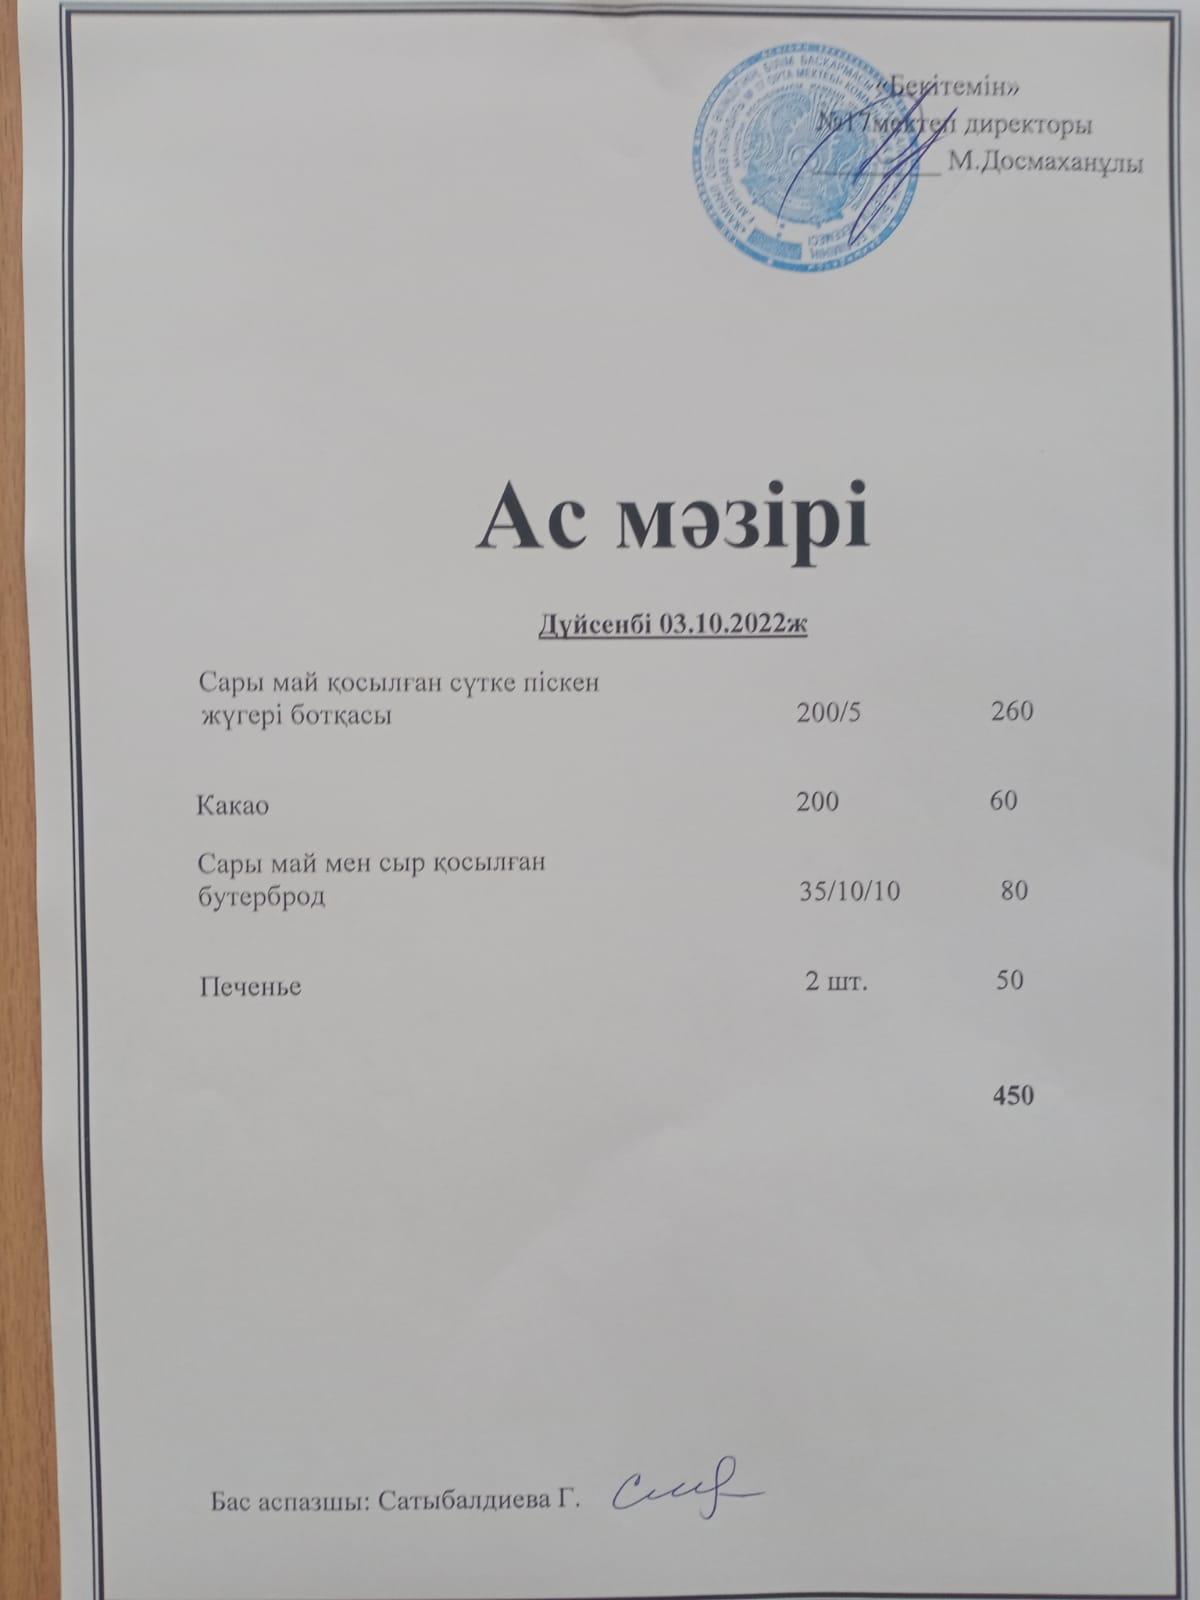 «Бекітемін»
№17мектеп директоры
__________ М.Досмаханұлы
Ас мәзірі
Дүйсенбі 03.10.2022ж
Сары май қосылған сүтке піскен
жүгері ботқасы 200/5 260
Какао 200 60
Сары май мен сыр қосылған
бутерброд 35/10/10 80
Печенье 2 шт. 50
450
Бас аспазшы: Сатыбалдиева Г.